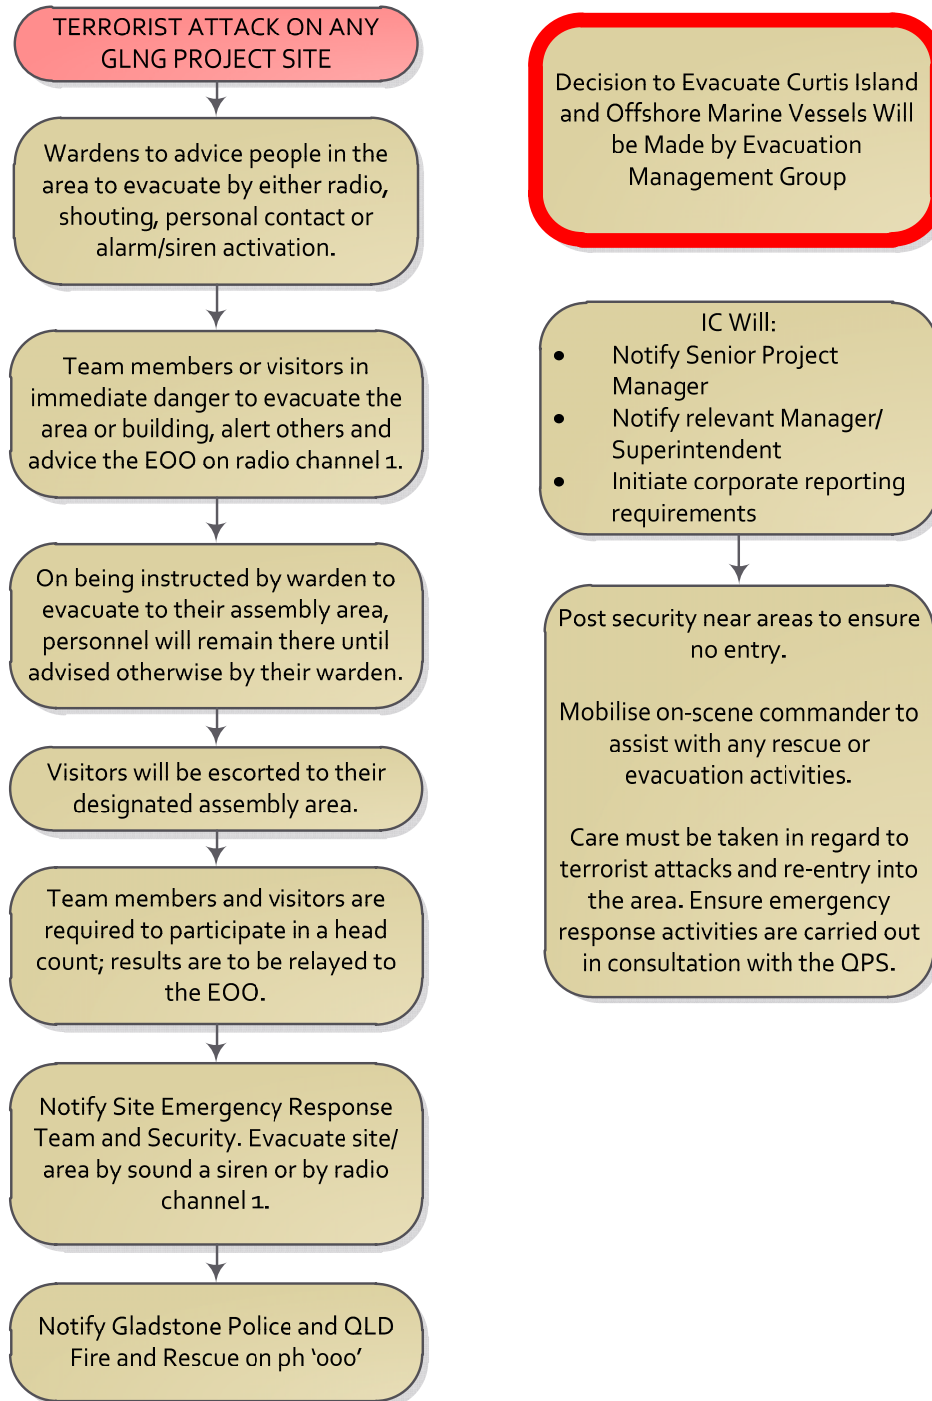 TERRORIST ATTACK ON ANY
GLNG PROJECT SITE
Wardens to advice people in the
area to evacuate by either radio,
shouting, personal contact or
alarm/siren activation.
Team members or visitors in
immediate danger to evacuate the
area or building, alert others and
advice the EOO on radio channel 1.
On being instructed by warden to
evacuate to their assembly area,
personnel will remain there until
advised otherwise by their warden.
Visitors will be escorted to their
designated assembly area.
Team members and visitors are
required to participate in a head
count; results are to be relayed to
the EOO.
Notify Site Emergency Response
Team and Security. Evacuate site/
area by sound a siren or by radio
channel 1.
Notify Gladstone Police and QLD
Fire and Rescue on ph ‘000’
Decision to Evacuate Curtis Island
and Offshore Marine Vessels Will
be Made by Evacuation
Management Group
IC Will:
• Notify Senior Project
Manager
• Notify relevant Manager/
Superintendent
• Initiate corporate reporting
requirements
Post security near areas to ensure
no entry.
Mobilise on-scene commander to
assist with any rescue or
evacuation activities.
Care must be taken in regard to
terrorist attacks and re-entry into
the area. Ensure emergency
response activities are carried out
in consultation with the QPS.